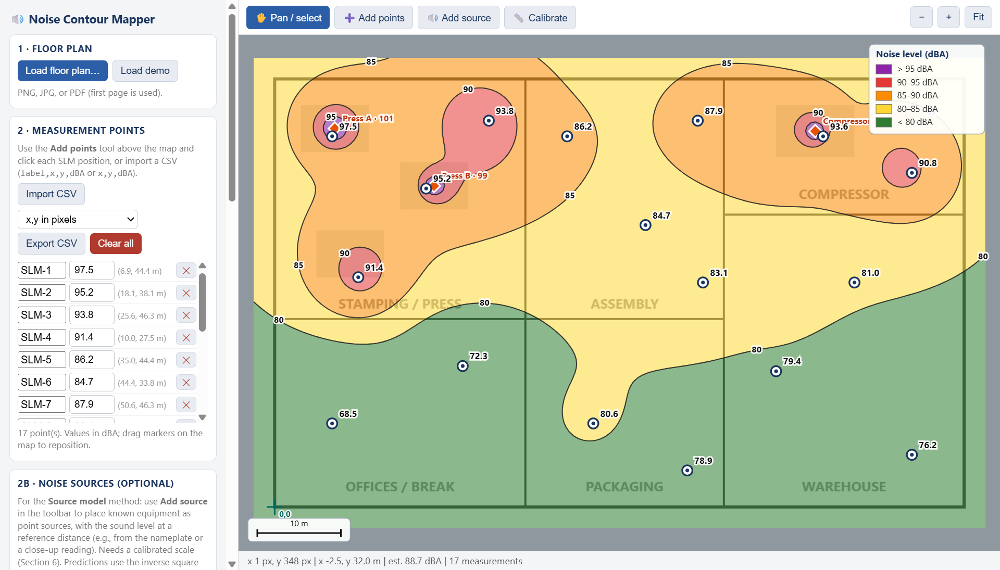 Noise Contour Mapper
1 · FLOOR PLAN
Load floor plan...
Load demo
PNG, JPG, or PDF (first page is used).
2 · MEASUREMENT POINTS
Use the Add points tool above the map and
click each SLM position, or import a CSV
(label,x,y,dBA or x,y,dBA).
Import CSV
x,y in pixels
Export CSV
Clear all
SLM-1 97.5 (6.9, 44.4 m)
SLM-2 95.2 (18.1, 38.1 m)
SLM-3 93.8 (25.6, 46.3 m)
SLM-4 91.4 (10.0, 27.5 m)
SLM-5 86.2 (35.0, 44.4 m)
SLM-6 84.7 (44.4, 33.8 m)
SLM-7 87.9 (50.6, 46.3 m)
17 point(s). Values in dBA; drag markers on the
map to reposition.
2B · NOISE SOURCES (OPTIONAL)
For the Source model method: use Add source
in the toolbar to place known equipment as
point sources, with the sound level at a
reference distance (e.g., from the nameplate or
a close-up reading). Needs a calibrated scale
(Section 6). Predictions use the inverse square
Pan / select
Add points
Add source
Calibrate
−
+
Fit
Noise level (dBA)
> 95 dBA
90–95 dBA
85–90 dBA
80–85 dBA
< 80 dBA
85
85
90
93.8
87.9
90
95
Press A · 101
97.5
86.2
Compressor
93.6
90.8
95.2
Press B · 99
85
COMPRESSOR
84.7
90
91.4
85
80
83.1
81.0
STAMPING / PRESS
80
ASSEMBLY
80
80
72.3
79.4
68.5
80.6
76.2
78.9
OFFICES / BREAK
PACKAGING
WAREHOUSE
0,0
10 m
x 1 px, y 348 px | x -2.5, y 32.0 m | est. 88.7 dBA | 17 measurements